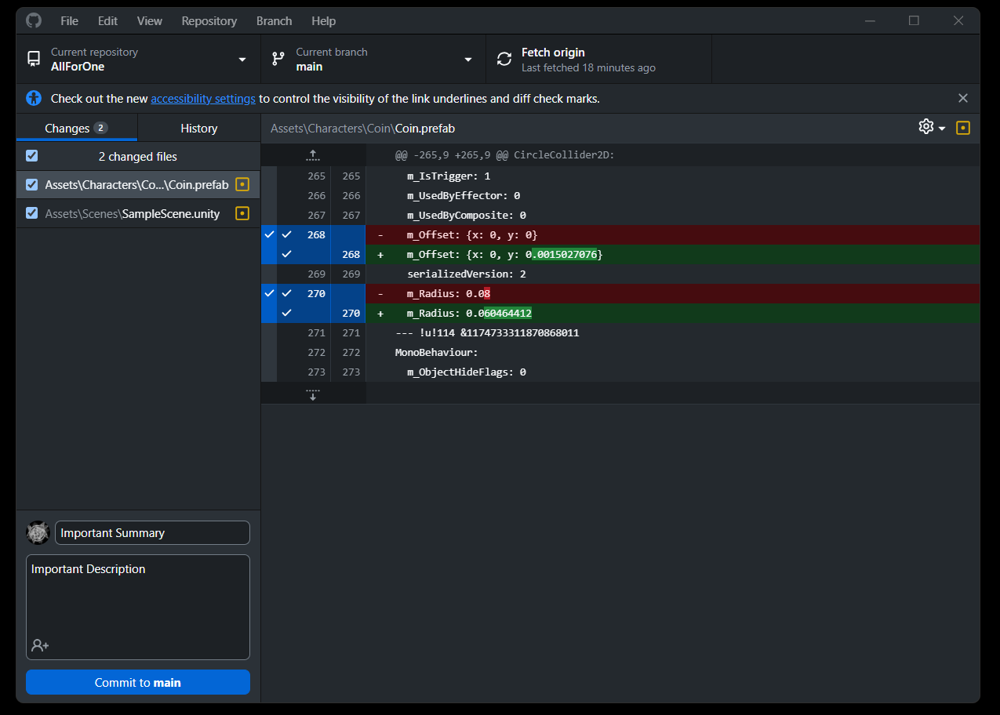 File Edit View Repository Branch Help
Current repository
AllForOne
Current branch
main
Fetch origin
Last fetched 18 minutes ago
Check out the new accessibility settings to control the visibility of the link underlines and diff check marks.
Changes 2
History
2 changed files
Assets\Characters\Co...\Coin.prefab
Assets\Scenes\SampleScene.unity
Important Summary
Important Description
Commit to main
Assets\Characters\Coin\Coin.prefab
@@ -265,9 +265,9 @@ CircleCollider2D:
265 265 m_IsTrigger: 1
266 266 m_UsedByEffector: 0
267 267 m_UsedByComposite: 0
268 - m_Offset: {x: 0, y: 0}
268 + m_Offset: {x: 0, y: 0.0015027076}
269 269 serializedVersion: 2
270 - m_Radius: 0.08
270 + m_Radius: 0.060464412
271 271 --- !u!114 &1174733311870868011
272 272 MonoBehaviour:
273 273 m_ObjectHideFlags: 0